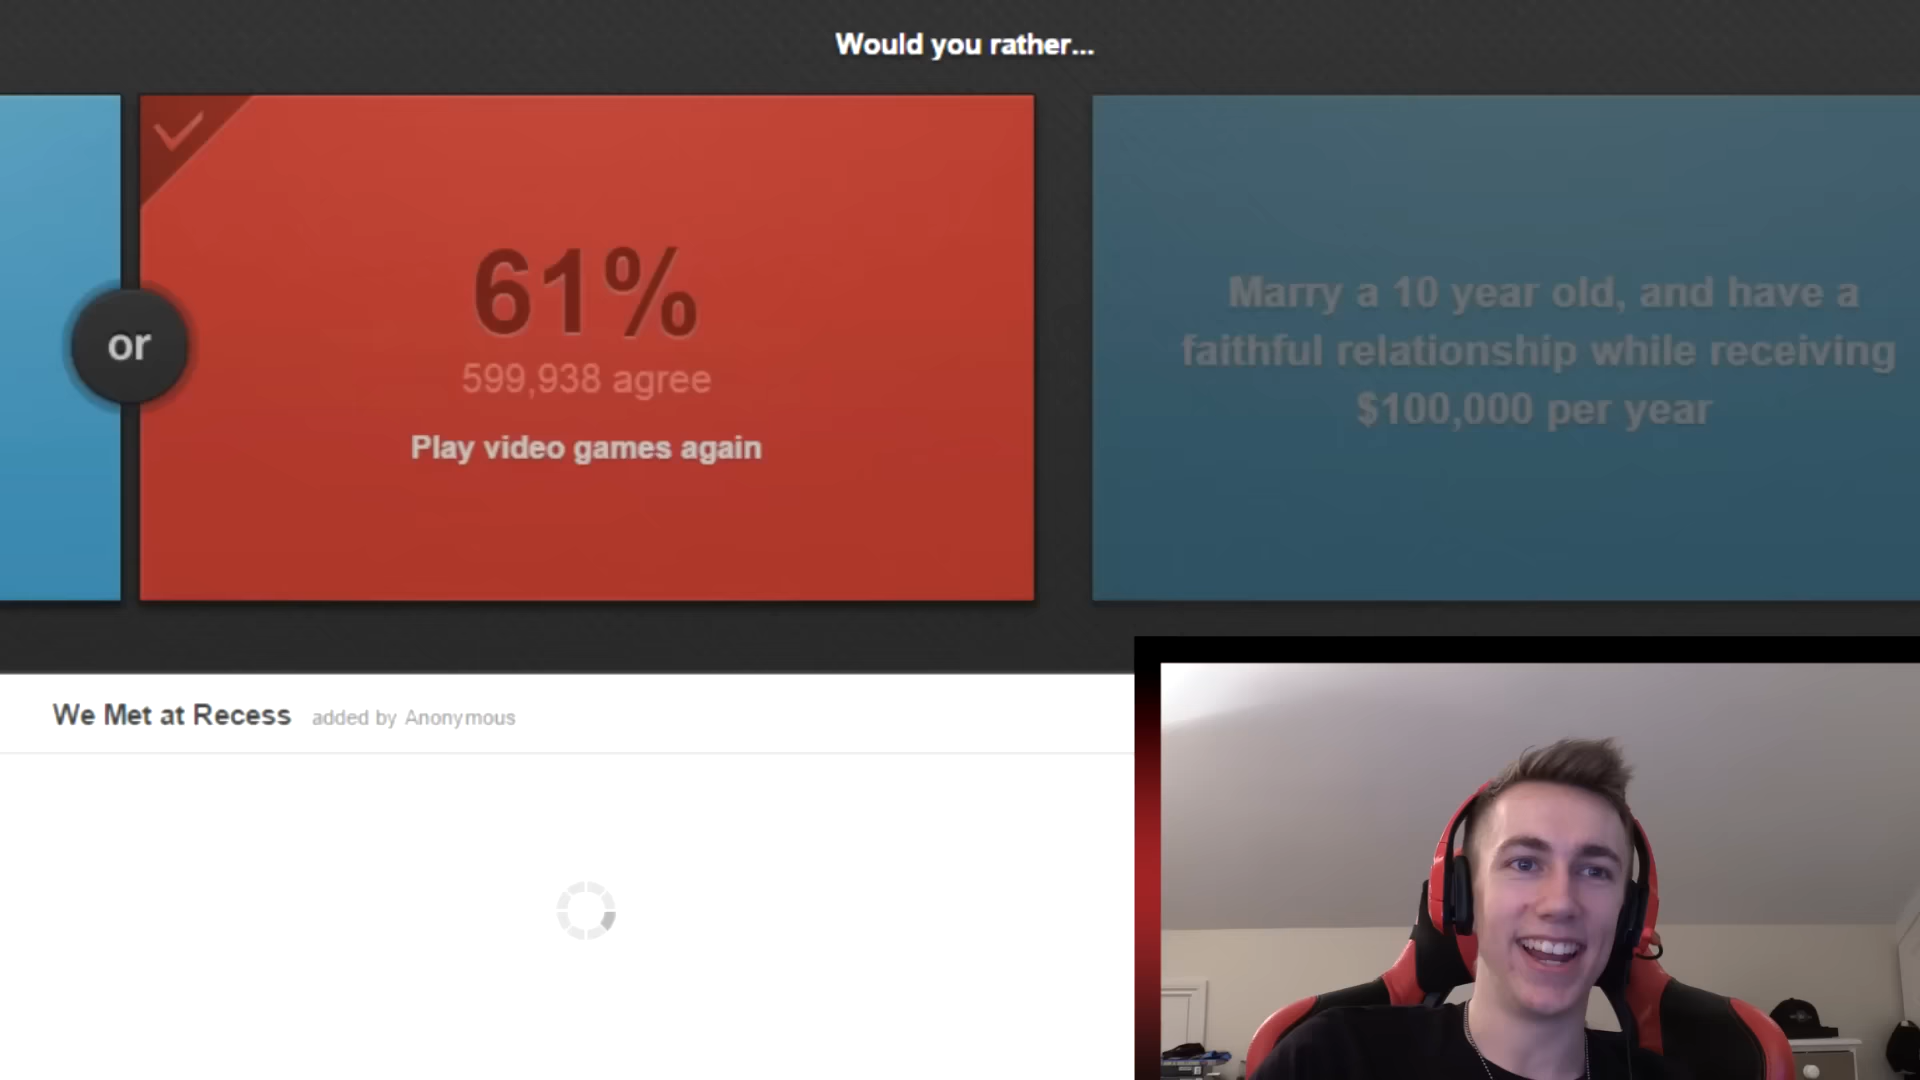 Would you rather...
or
61%
599,938 agree
Play video games again
Marry a 10 year old, and have a
faithful relationship while receiving
$100,000 per year
We Met at Recess added by Anonymous